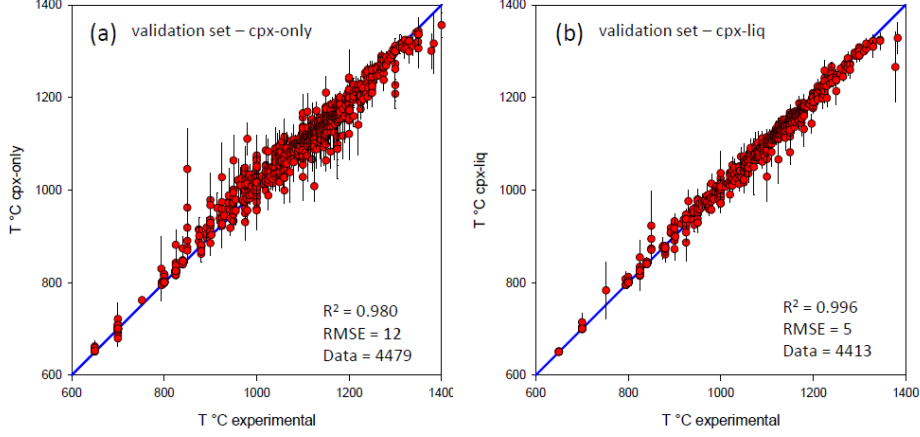 (a) validation set – cpx-only
1400
1200
1000
800
600
T °C cpx-only
R² = 0.980
RMSE = 12
Data = 4479
600 800 1000 1200 1400
T °C experimental
(b) validation set – cpx-liq
1400
1200
1000
800
600
T °C cpx-liq
R² = 0.996
RMSE = 5
Data = 4413
600 800 1000 1200 1400
T °C experimental